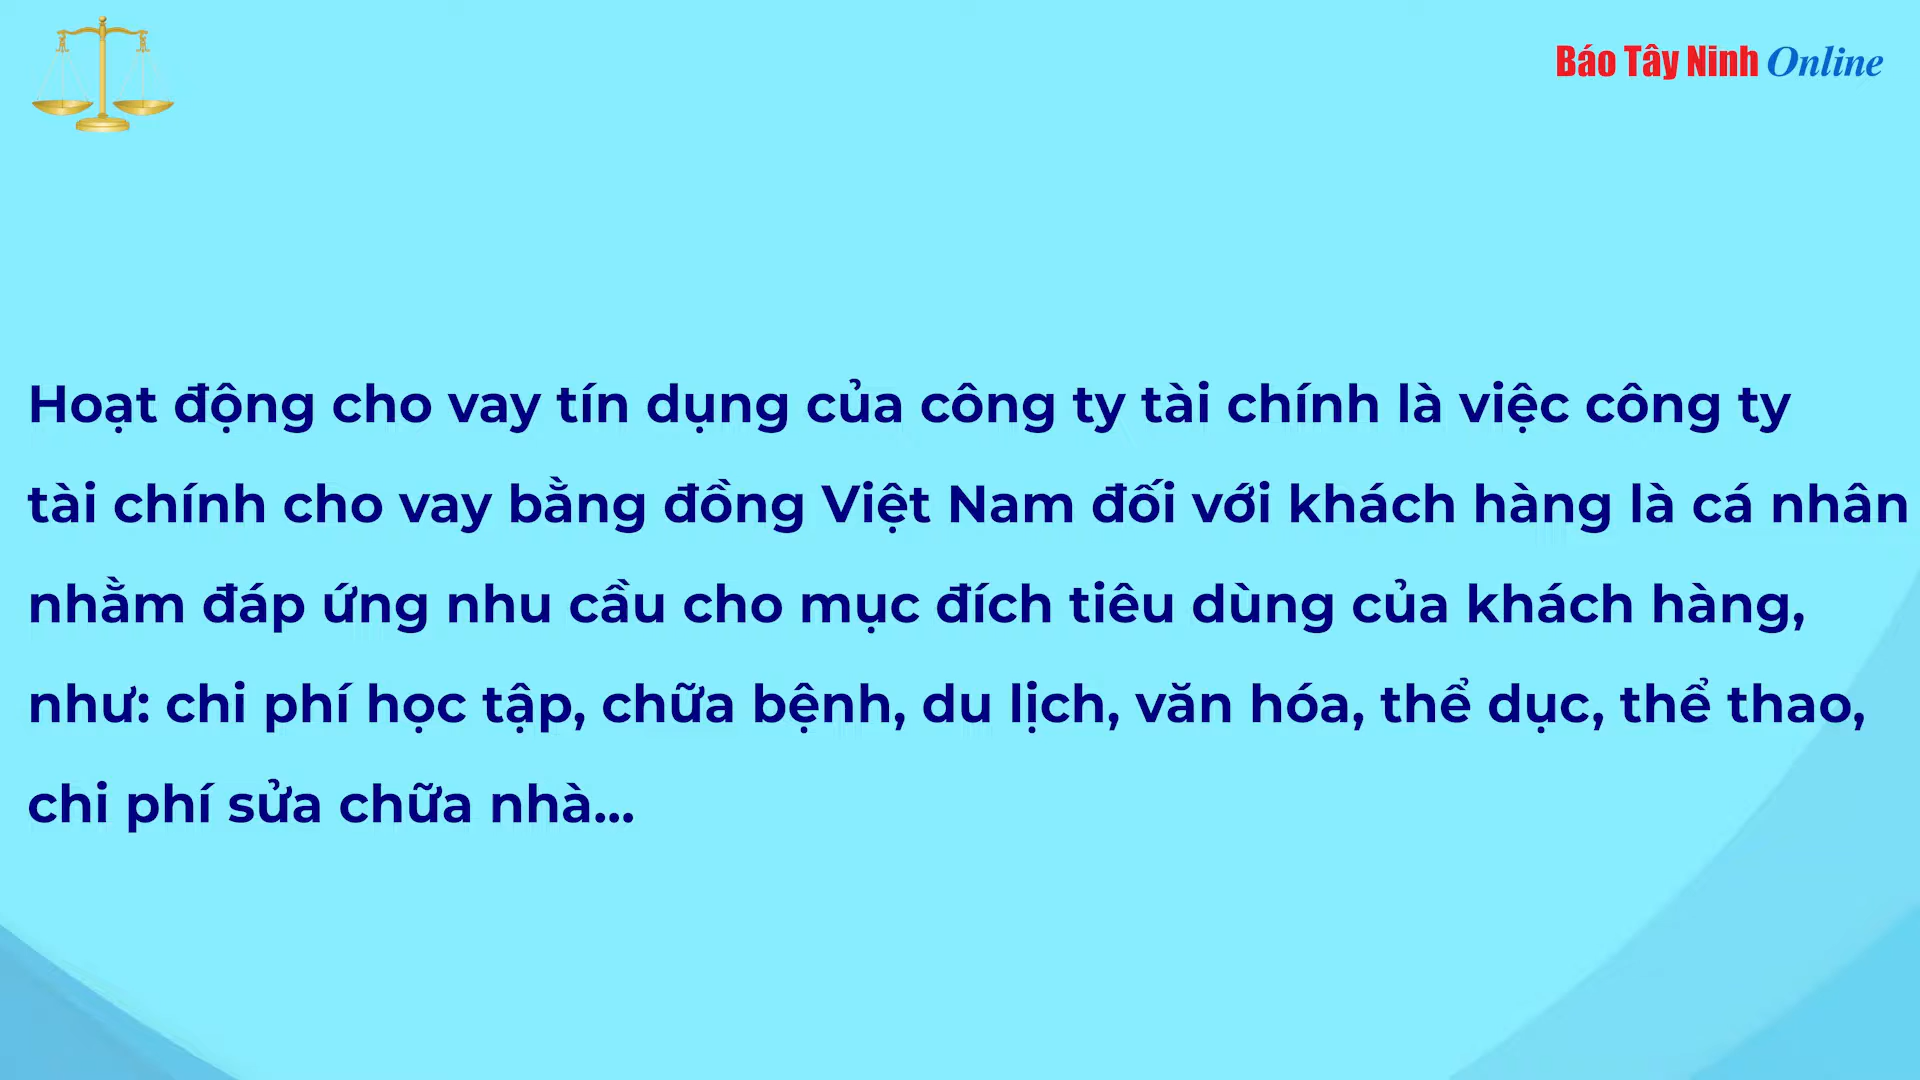 Báo Tây Ninh Online
Hoạt động cho vay tín dụng của công ty tài chính là việc công ty
tài chính cho vay bằng đồng Việt Nam đối với khách hàng là cá nhân
nhằm đáp ứng nhu cầu cho mục đích tiêu dùng của khách hàng,
như: chi phí học tập, chữa bệnh, du lịch, văn hóa, thể dục, thể thao,
chi phí sửa chữa nhà...